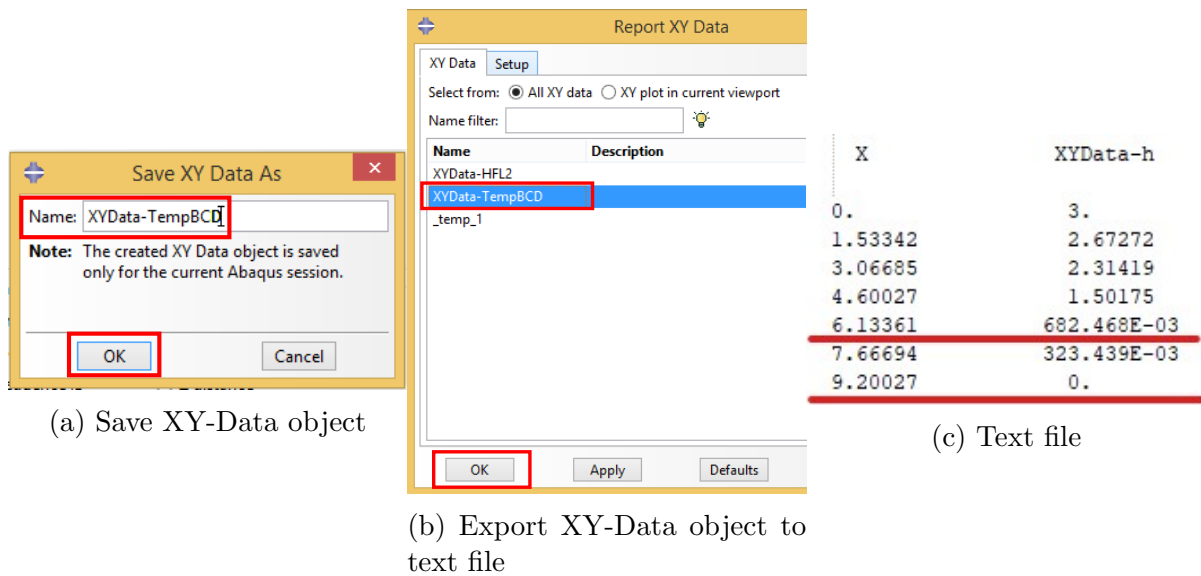 Save XY Data As
×
Name: XYData-TempBCD
Note: The created XY Data object is saved
only for the current Abaqus session.
OK Cancel
(a) Save XY-Data object
Report XY Data
XY Data Setup
Select from: All XY data XY plot in current viewport
Name filter:
Name Description
XYData-HFL2
XYData-TempBCD
_temp_1
OK Apply Defaults
(b) Export XY-Data object to
text file
X XYData-h
0. 3.
1.53342 2.67272
3.06685 2.31419
4.60027 1.50175
6.13361 682.468E-03
7.66694 323.439E-03
9.20027 0.
(c) Text file